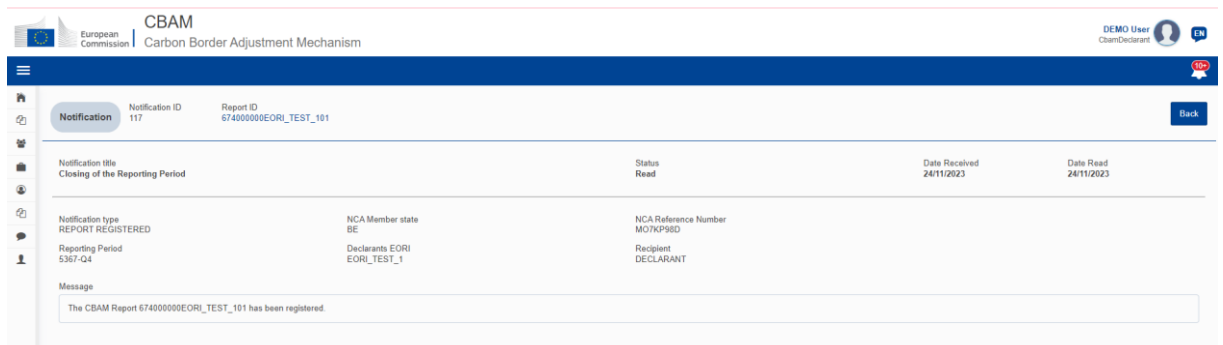 European
Commission
CBAM
Carbon Border Adjustment Mechanism
DEMO User
CbamDeclarant
EN
10+
Notification
Notification ID
117
Report ID
674000000EORI_TEST_101
Back
Notification title
Closing of the Reporting Period
Status
Read
Date Received
24/11/2023
Date Read
24/11/2023
Notification type
REPORT REGISTERED
NCA Member state
BE
NCA Reference Number
MO7KP98D
Reporting Period
5367-Q4
Declarants EORI
EORI_TEST_1
Recipient
DECLARANT
Message
The CBAM Report 674000000EORI_TEST_101 has been registered.